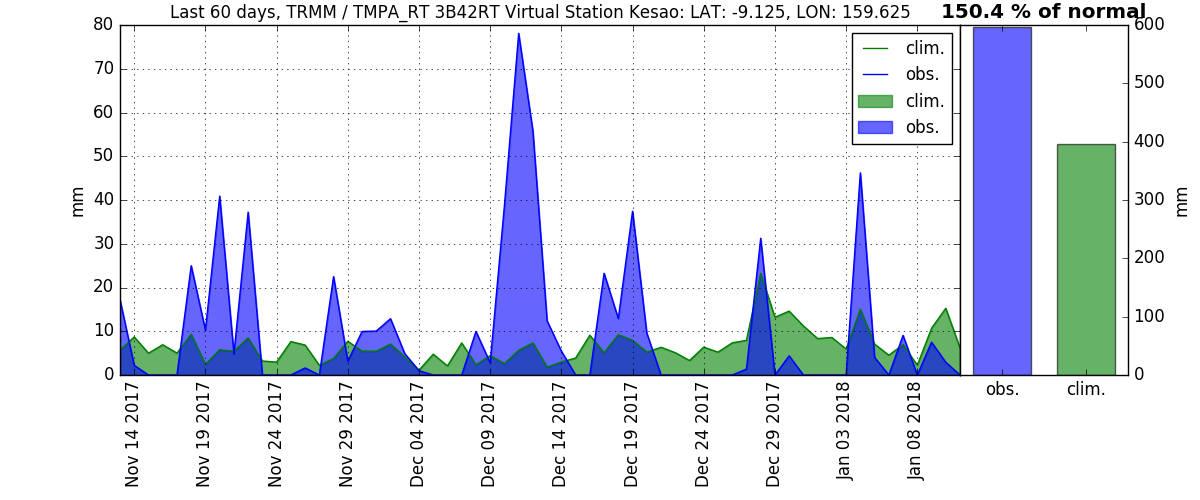 Last 60 days, TRMM / TMPA_RT 3B42RT Virtual Station Kesao: LAT: -9.125, LON: 159.625
150.4 % of normal
80
70
60
50
40
30
20
10
0
mm
clim.
obs.
clim.
obs.
600
500
400
300
200
100
0
mm
obs.
clim.
Nov 14 2017
Nov 19 2017
Nov 24 2017
Nov 29 2017
Dec 04 2017
Dec 09 2017
Dec 14 2017
Dec 19 2017
Dec 24 2017
Dec 29 2017
Jan 03 2018
Jan 08 2018